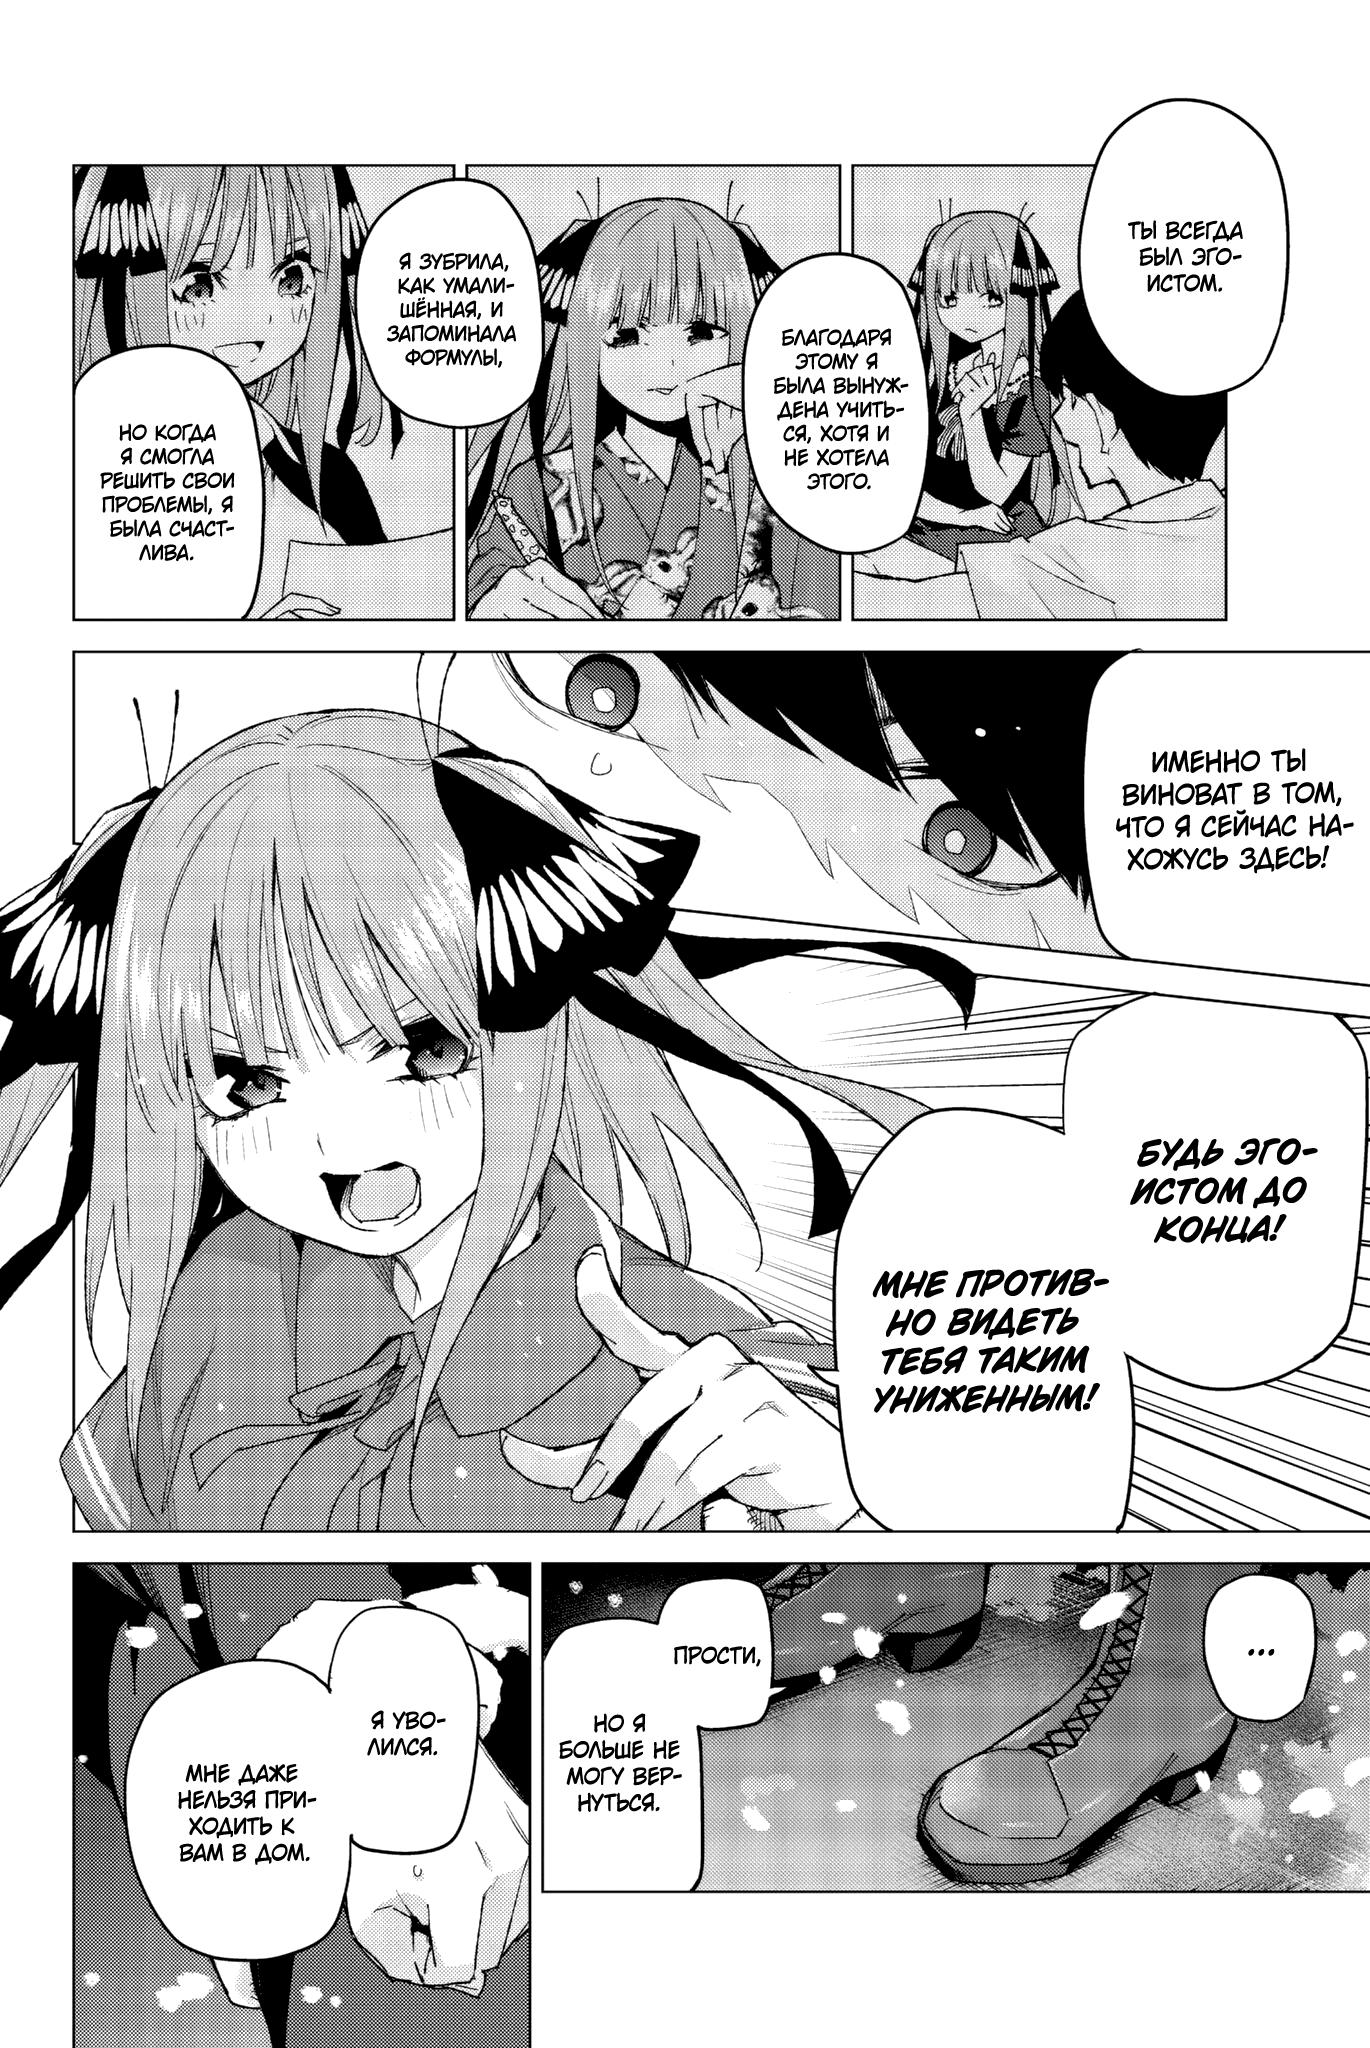 ТЫ ВСЕГДА
БЫЛ ЭГО-
ИСТОМ.
БЛАГОДАРЯ
ЭТОМУ Я
БЫЛА ВЫНУЖ-
ДЕНА УЧИТЬ-
СЯ, ХОТЯ И
НЕ ХОТЕЛА
ЭТОГО.
Я ЗУБРИЛА,
КАК УМАЛИ-
ШЁННАЯ, И
ЗАПОМИНАЛА
ФОРМУЛЫ,
НО КОГДА
Я СМОГЛА
РЕШИТЬ СВОИ
ПРОБЛЕМЫ, Я
БЫЛА СЧАСТ-
ЛИВА.
ИМЕННО ТЫ
ВИНОВАТ В ТОМ,
ЧТО Я СЕЙЧАС НА-
ХОЖУСЬ ЗДЕСЬ!
БУДЬ ЭГО-
ИСТОМ ДО
КОНЦА!
МНЕ ПРОТИВ-
НО ВИДЕТЬ
ТЕБЯ ТАКИМ
УНИЖЕННЫМ!
...
ПРОСТИ,
НО Я
БОЛЬШЕ НЕ
МОГУ ВЕР-
НУТЬСЯ.
Я УВО-
ЛИЛСЯ.
МНЕ ДАЖЕ
НЕЛЬЗЯ ПРИ-
ХОДИТЬ К
ВАМ В ДОМ.